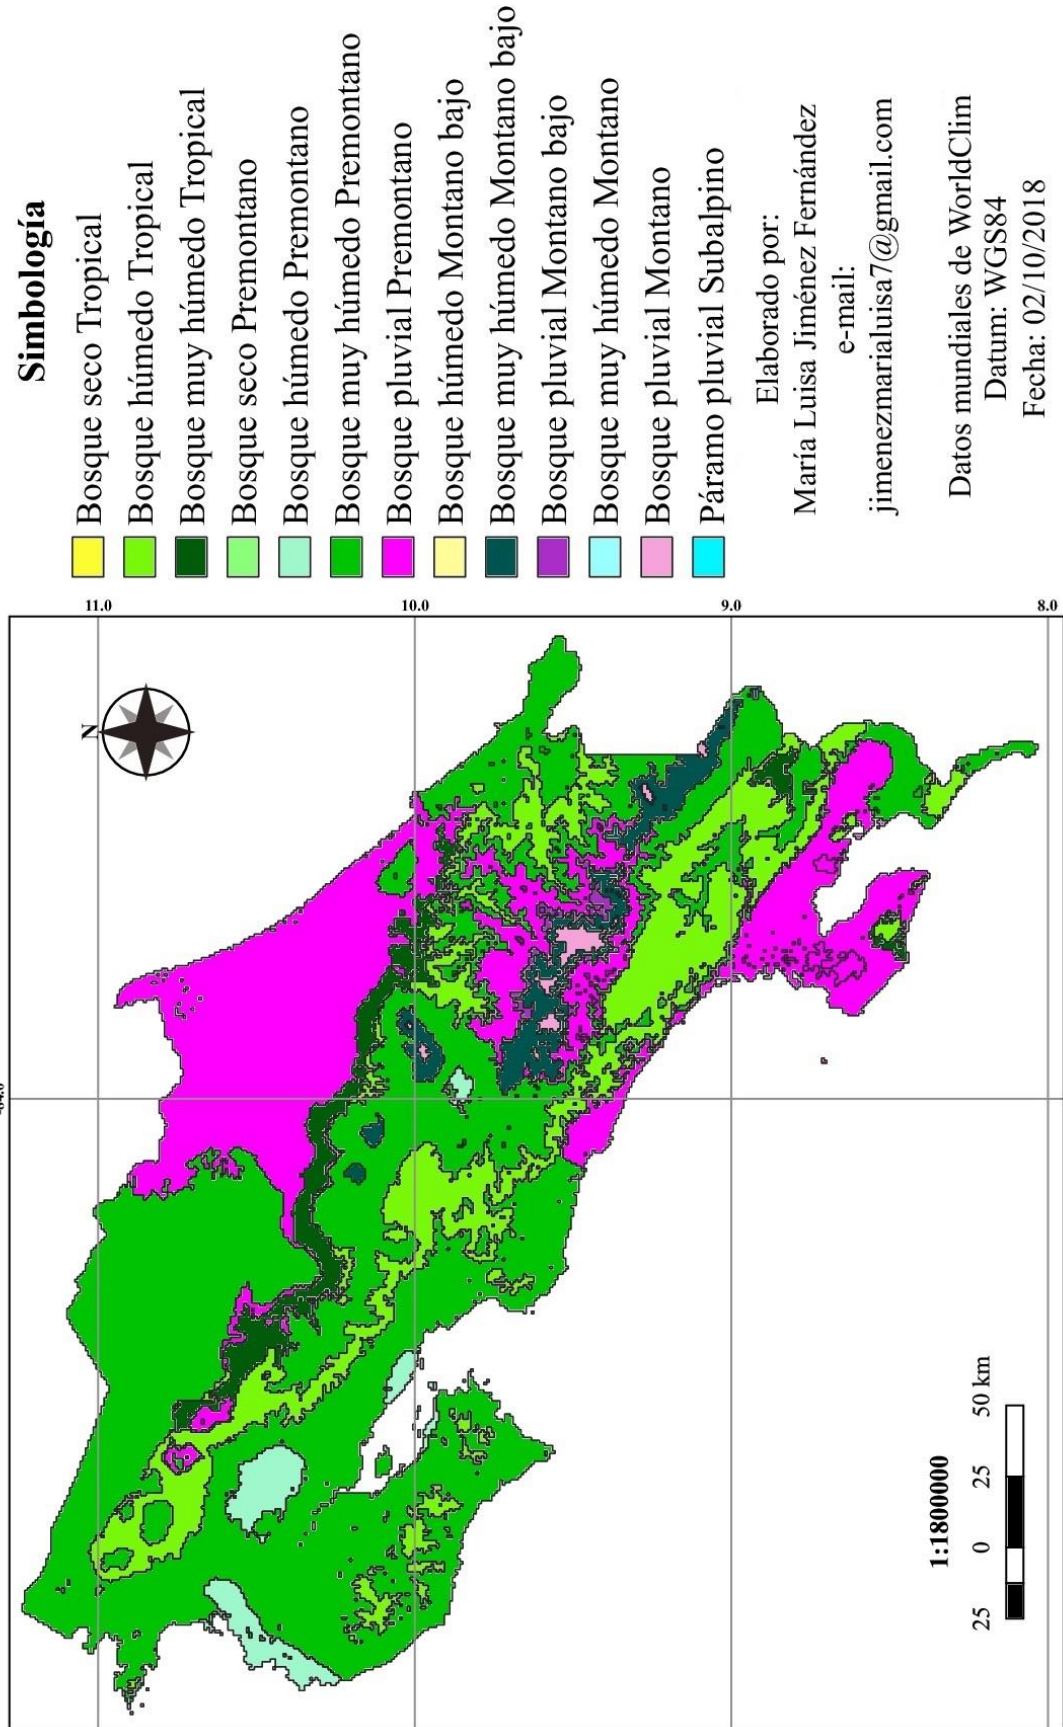 Simbología
Bosque seco Tropical
Bosque húmedo Tropical
Bosque muy húmedo Tropical
Bosque seco Premontano
Bosque húmedo Premontano
Bosque muy húmedo Premontano
Bosque pluvial Premontano
Bosque húmedo Montano bajo
Bosque muy húmedo Montano bajo
Bosque pluvial Montano bajo
Bosque muy húmedo Montano
Bosque pluvial Montano
Páramo pluvial Subalpino
Elaborado por:
María Luisa Jiménez Fernández
e-mail:
jimenezmarialuisa7@gmail.com
Datos mundiales de WorldClim
Datum: WGS84
Fecha: 02/10/2018
11.0
10.0
9.0
8.0
N
1:1800000
25 0 25 50 km